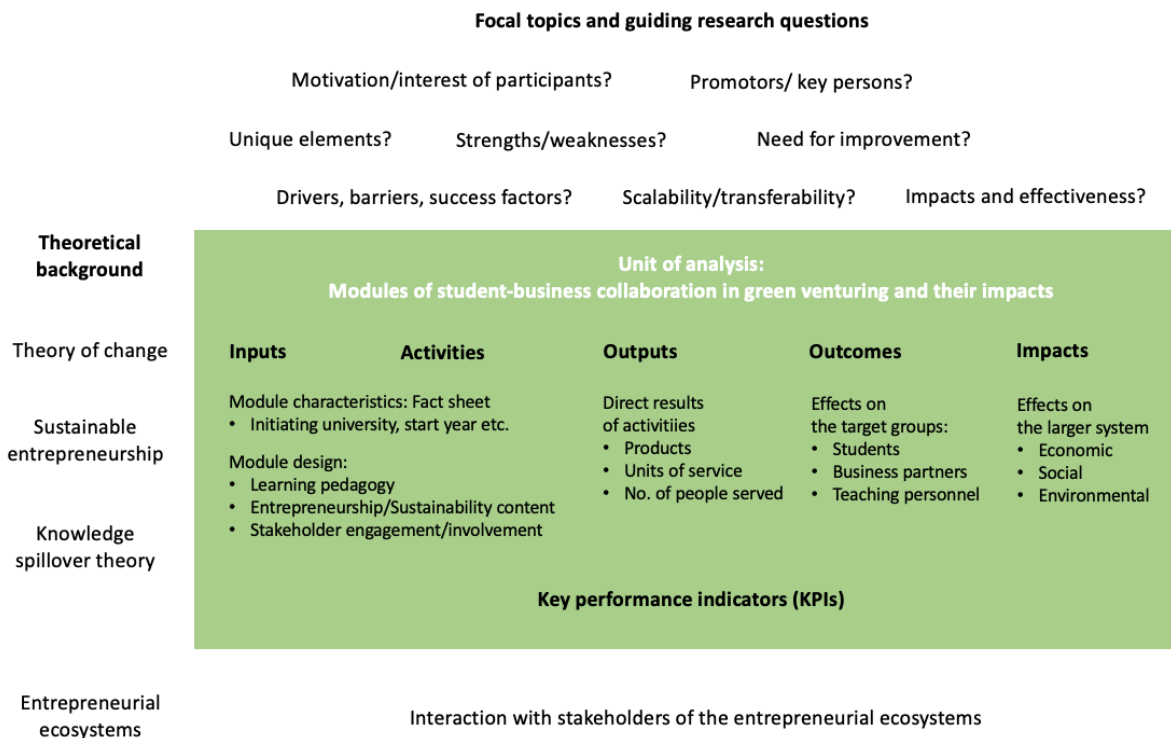 Focal topics and guiding research questions
Motivation/interest of participants?
Promotors/ key persons?
Unique elements?
Strengths/weaknesses?
Need for improvement?
Drivers, barriers, success factors?
Scalability/transferability?
Impacts and effectiveness?
Theoretical
background
Unit of analysis:
Modules of student-business collaboration in green venturing and their impacts
Theory of change
Inputs
Activities
Outputs
Outcomes
Impacts
Sustainable
entrepreneurship
Knowledge
spillover theory
Module characteristics: Fact sheet
• Initiating university, start year etc.
Module design:
• Learning pedagogy
• Entrepreneurship/Sustainability content
• Stakeholder engagement/involvement
Direct results
of activitiies
• Products
• Units of service
• No. of people served
Effects on
the target groups:
• Students
• Business partners
• Teaching personnel
Effects on
the larger system
• Economic
• Social
• Environmental
Key performance indicators (KPIs)
Entrepreneurial
ecosystems
Interaction with stakeholders of the entrepreneurial ecosystems